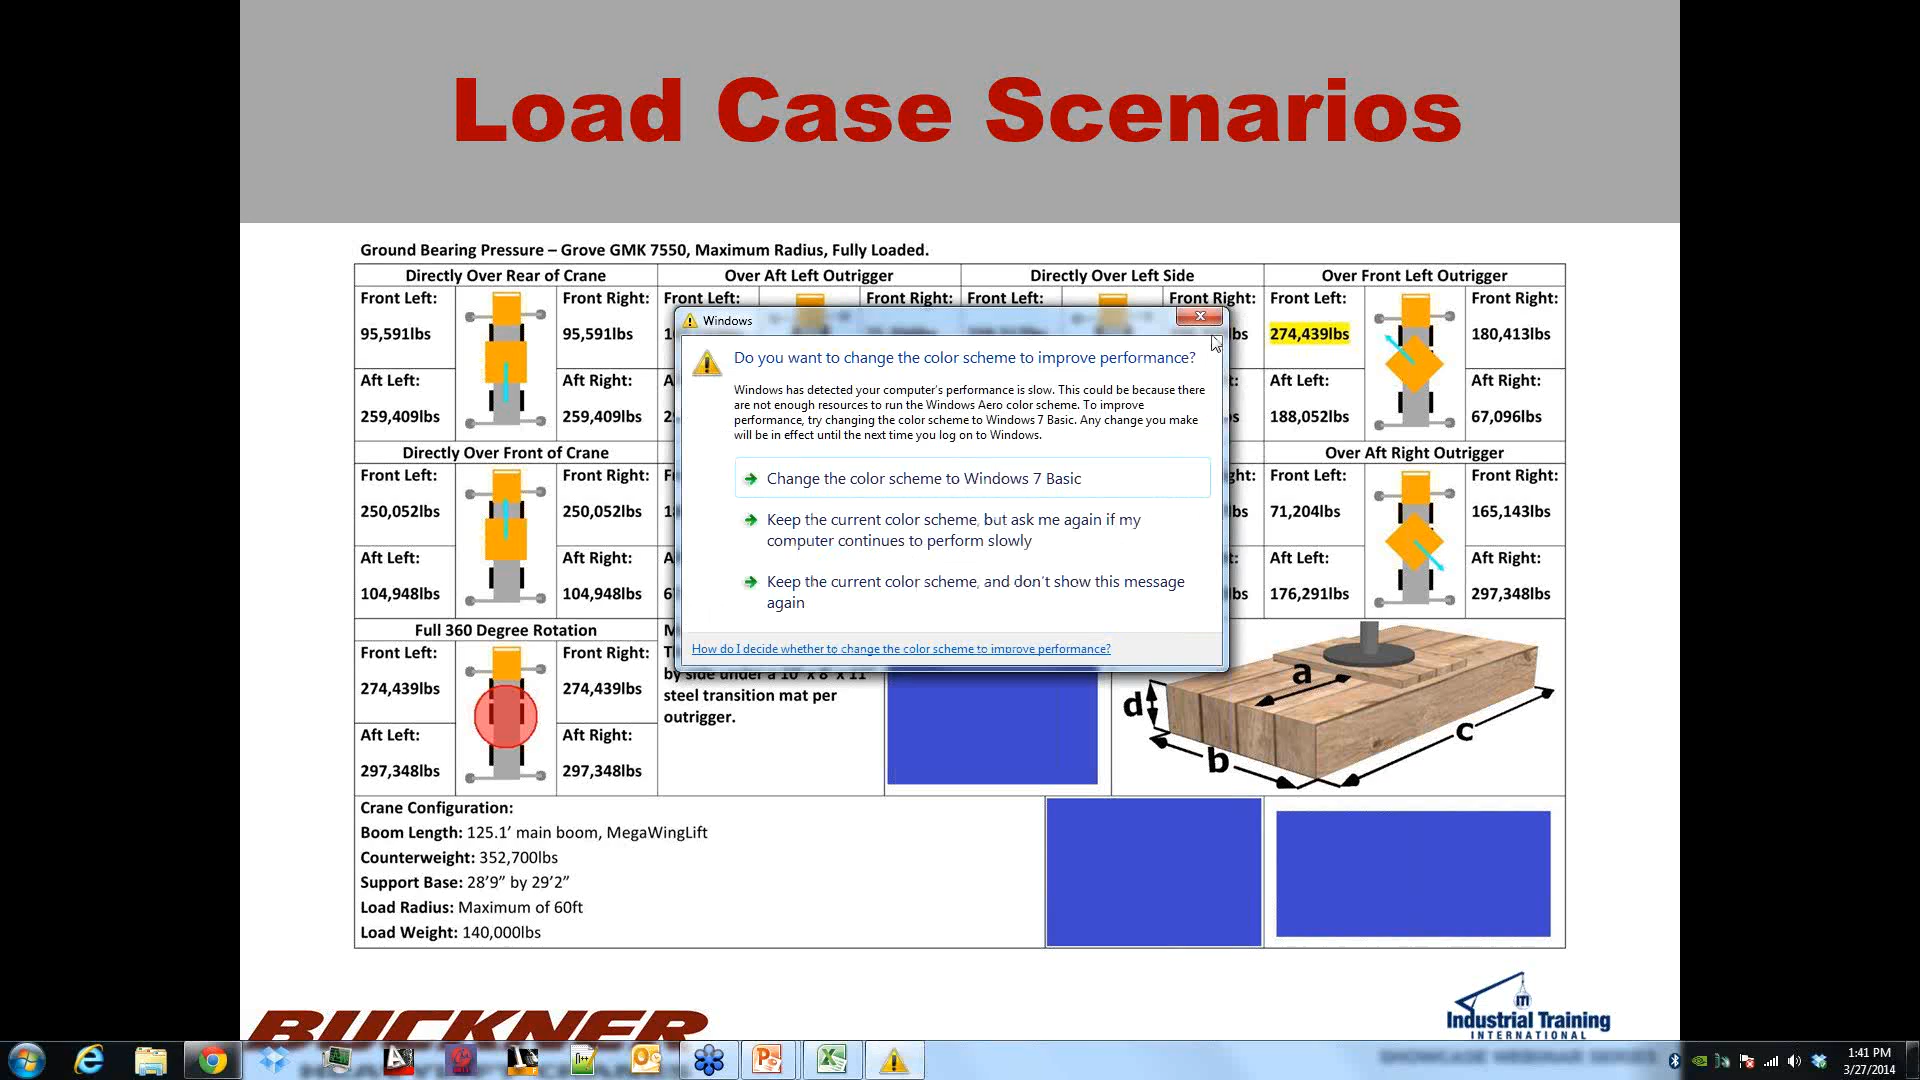 Load Case Scenarios
Ground Bearing Pressure – Grove GMK 7550, Maximum Radius, Fully Loaded.
Directly Over Rear of Crane
Over Aft Left Outrigger
Directly Over Left Side
Over Front Left Outrigger
Front Left:
Front Right:
Front Left:
Front Right:
Front Left:
Front Right:
Front Left:
Front Right:
95,591lbs
95,591lbs
274,439lbs
180,413lbs
Aft Left:
Aft Right:
Aft Left:
Aft Right:
259,409lbs
259,409lbs
188,052lbs
67,096lbs
Windows
Do you want to change the color scheme to improve performance?
Windows has detected your computer's performance is slow. This could be because there
are not enough resources to run the Windows Aero color scheme. To improve
performance, try changing the color scheme to Windows 7 Basic. Any change you make
will be in effect until the next time you log on to Windows.
Change the color scheme to Windows 7 Basic
Keep the current color scheme, but ask me again if my
computer continues to perform slowly
Keep the current color scheme, and don't show this message
again
How do I decide whether to change the color scheme to improve performance?
Directly Over Front of Crane
Over Aft Right Outrigger
Front Left:
Front Right:
Front Left:
Front Right:
250,052lbs
250,052lbs
71,204lbs
165,143lbs
Aft Left:
Aft Right:
Aft Left:
Aft Right:
104,948lbs
104,948lbs
176,291lbs
297,348lbs
Full 360 Degree Rotation
Front Left:
Front Right:
274,439lbs
274,439lbs
Aft Left:
Aft Right:
297,348lbs
297,348lbs
by side under a 10' x 8' x 11"
steel transition mat per
outrigger.
a
d
b
c
Crane Configuration:
Boom Length: 125.1' main boom, MegaWingLift
Counterweight: 352,700lbs
Support Base: 28'9" by 29'2"
Load Radius: Maximum of 60ft
Load Weight: 140,000lbs
BUCKNER
ITI
Industrial Training
INTERNATIONAL
SHOWCASE WEBINAR SERIES
1:41 PM
3/27/2014